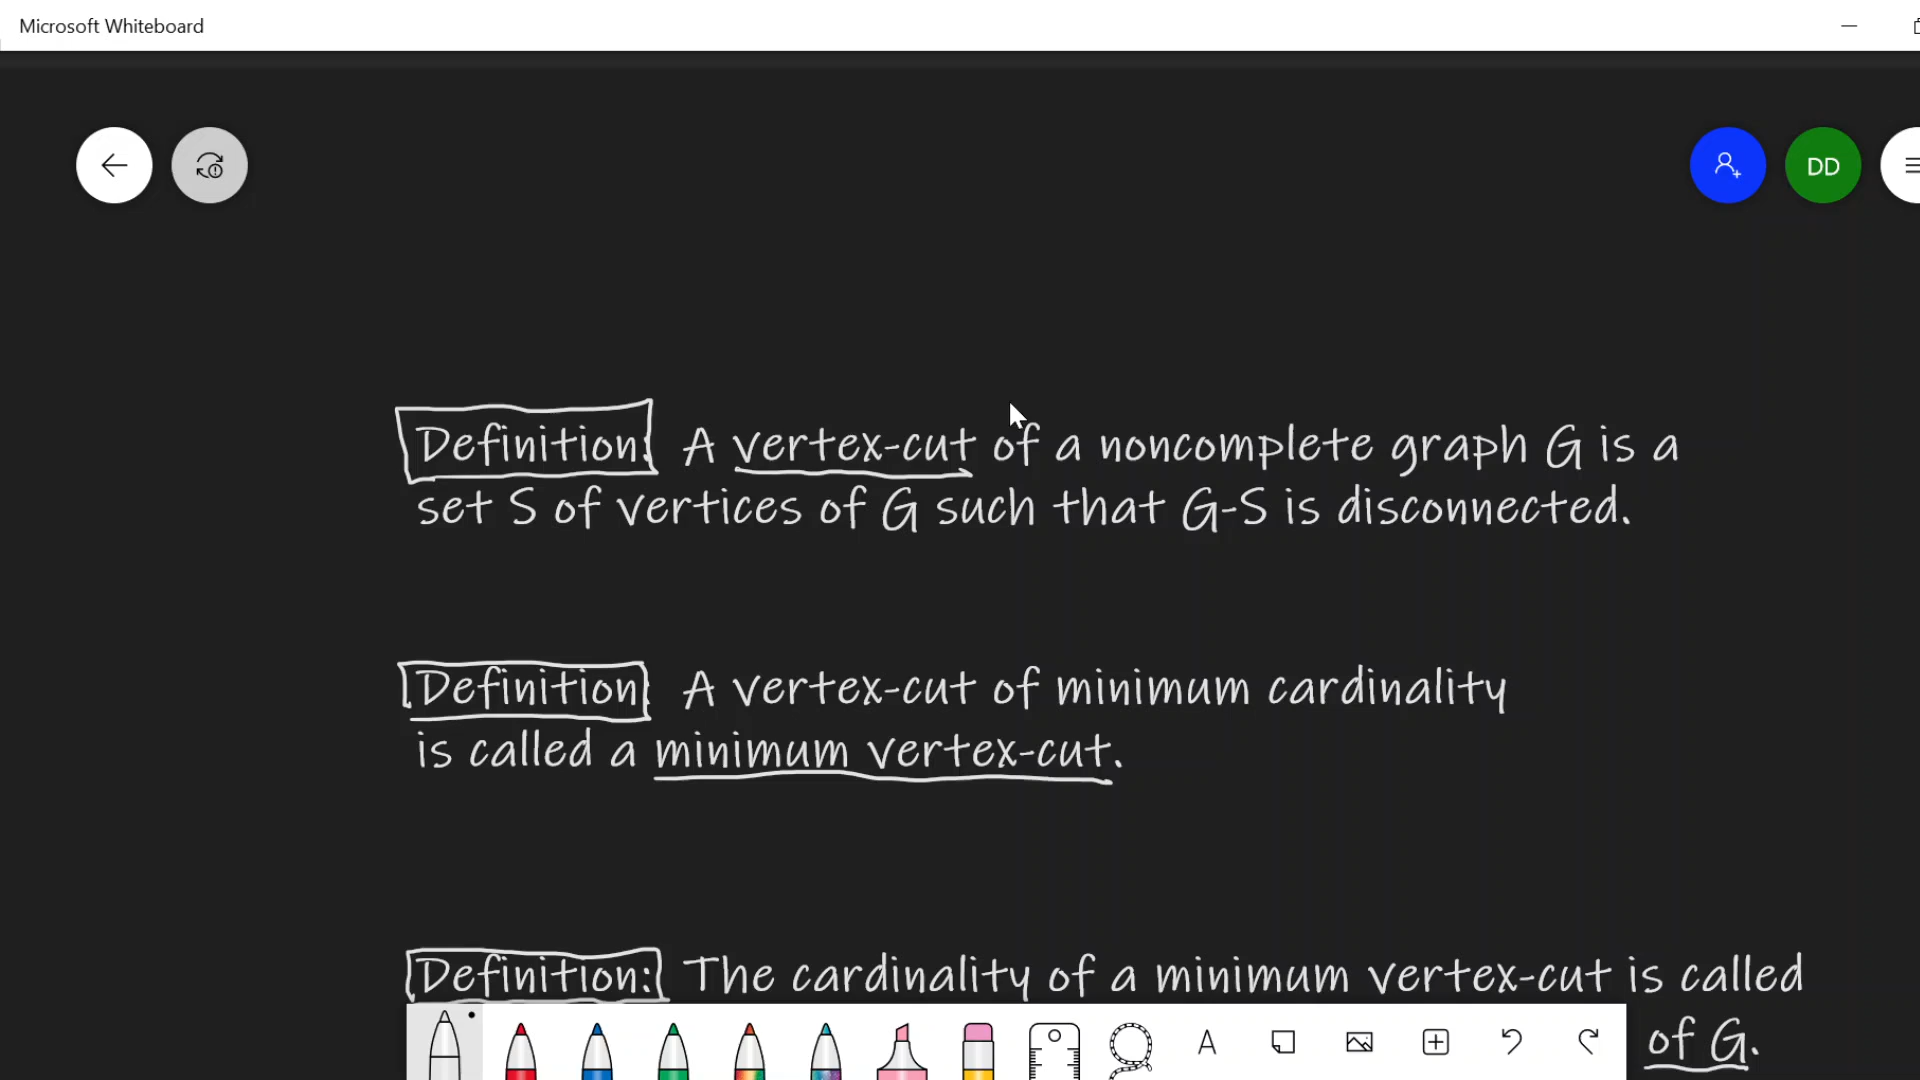 Microsoft Whiteboard
DD
Definition: A vertex-cut of a noncomplete graph G is a
set S of vertices of G such that G-S is disconnected.
Definition: A vertex-cut of minimum cardinality
is called a minimum vertex-cut.
Definition: The cardinality of a minimum vertex-cut is called
of G.
A